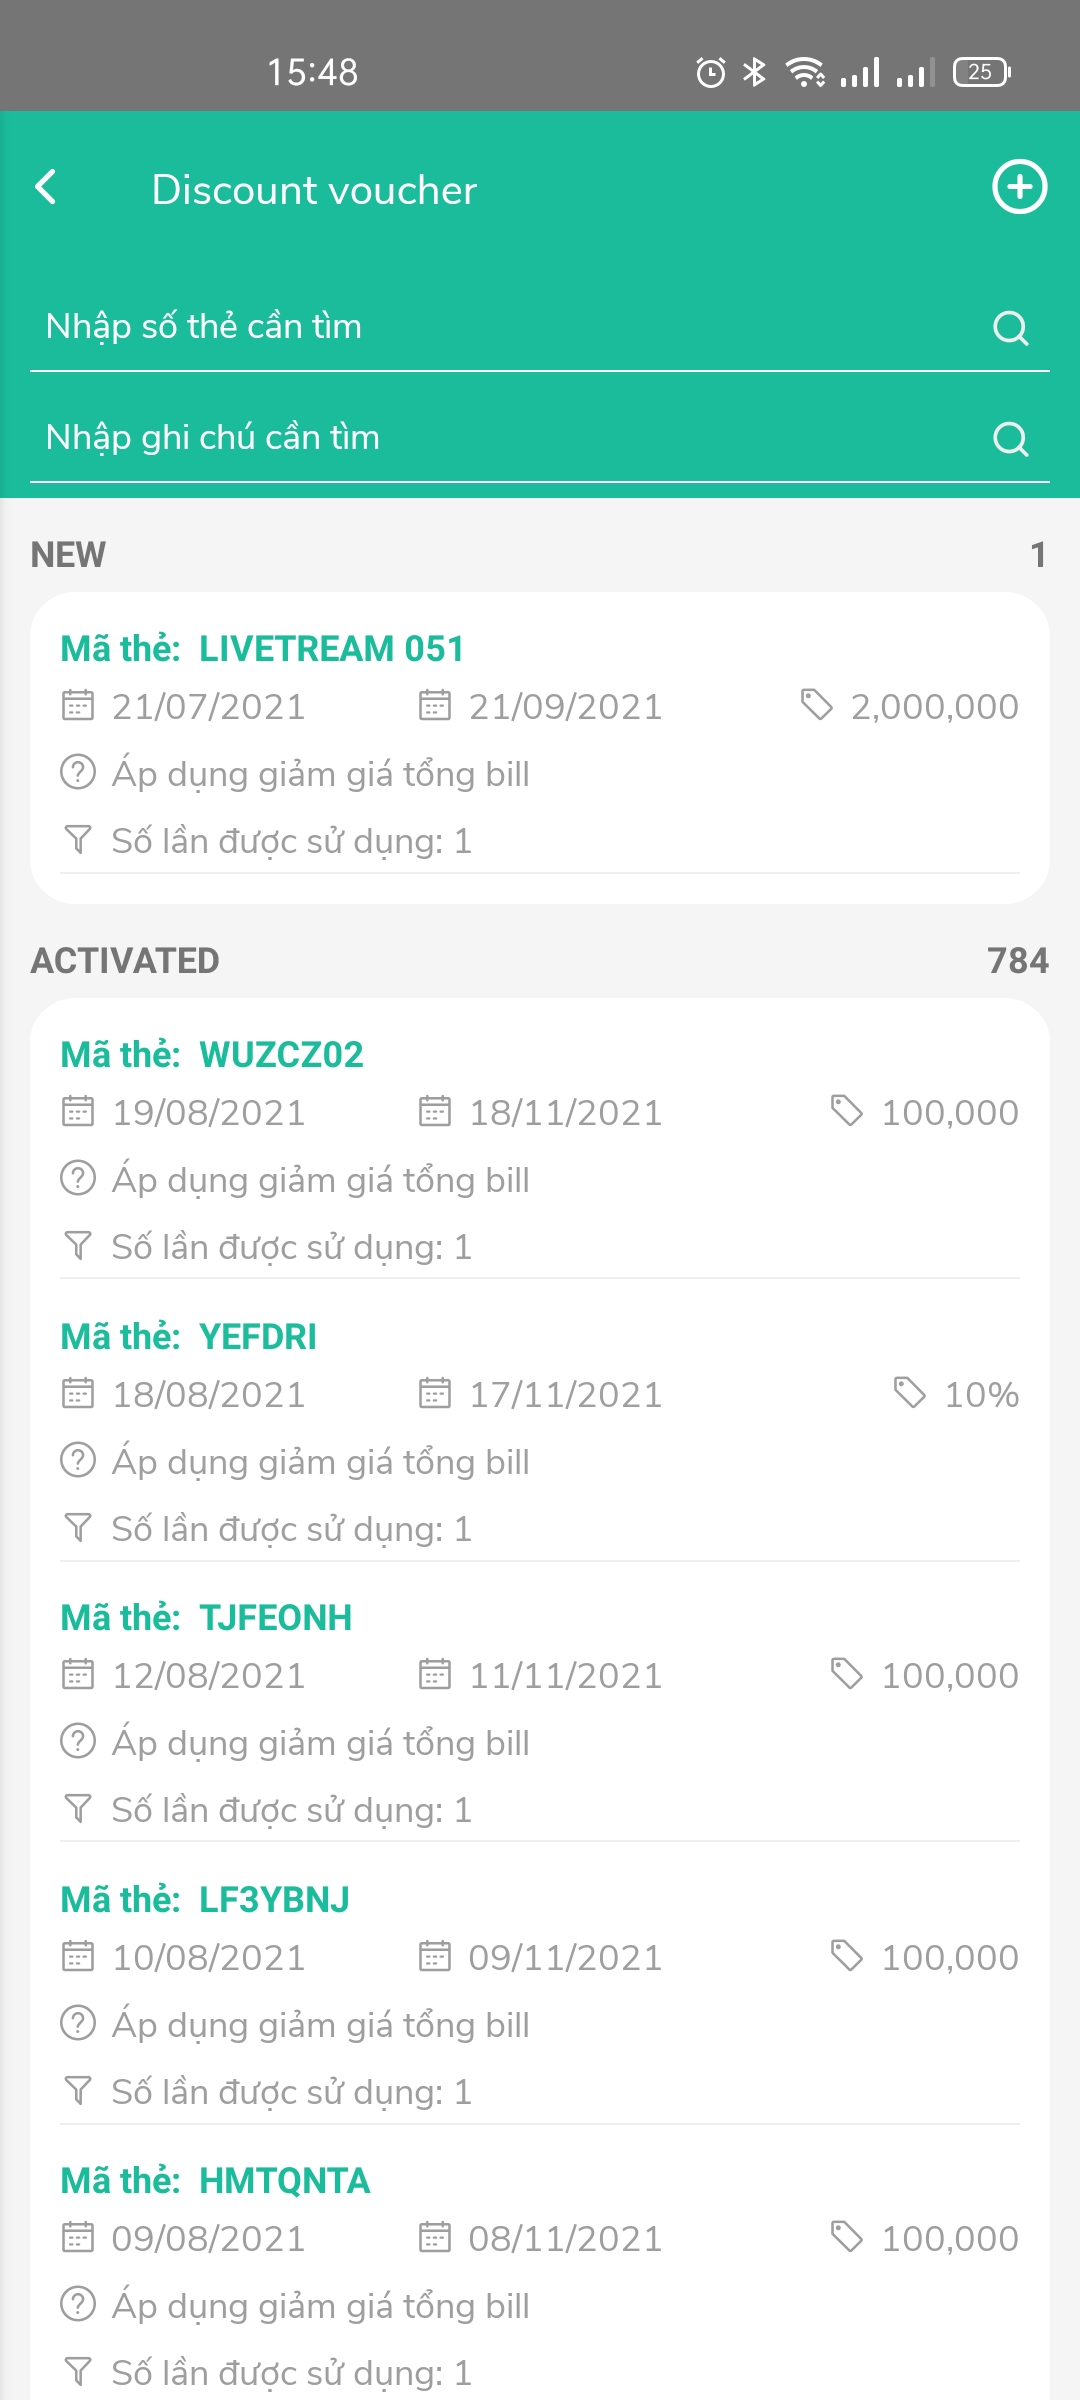 15:48
25
Discount voucher
Nhập số thẻ cần tìm
Nhập ghi chú cần tìm
NEW 1
Mã thẻ: LIVETREAM 051
21/07/2021 21/09/2021 2,000,000
Áp dụng giảm giá tổng bill
Số lần được sử dụng: 1
ACTIVATED 784
Mã thẻ: WUZCZ02
19/08/2021 18/11/2021 100,000
Áp dụng giảm giá tổng bill
Số lần được sử dụng: 1
Mã thẻ: YEFDRI
18/08/2021 17/11/2021 10%
Áp dụng giảm giá tổng bill
Số lần được sử dụng: 1
Mã thẻ: TJFEONH
12/08/2021 11/11/2021 100,000
Áp dụng giảm giá tổng bill
Số lần được sử dụng: 1
Mã thẻ: LF3YBNJ
10/08/2021 09/11/2021 100,000
Áp dụng giảm giá tổng bill
Số lần được sử dụng: 1
Mã thẻ: HMTQNTA
09/08/2021 08/11/2021 100,000
Áp dụng giảm giá tổng bill
Số lần được sử dụng: 1